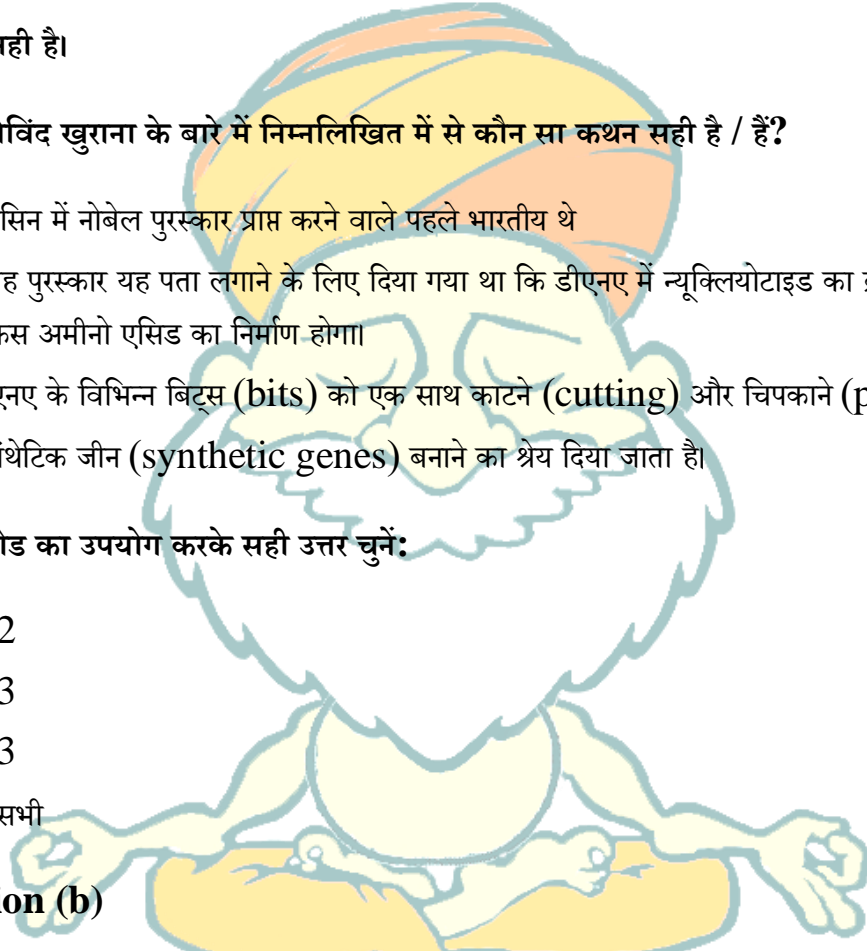 ही है।
विंद खुराना के बारे में निम्नलिखित में से कौन सा कथन सही है / हैं?
सिन में नोबेल पुरस्कार प्राप्त करने वाले पहले भारतीय थे
ह पुरस्कार यह पता लगाने के लिए दिया गया था कि डीएनए में न्यूक्लियोटाइड का
अमीनो एसिड का निर्माण होगा।
एनए के विभिन्न बिट्स (bits) को एक साथ काटने (cutting) और चिपकाने (p
थेटिक जीन (synthetic genes) बनाने का श्रेय दिया जाता है।
ड का उपयोग करके सही उत्तर चुनें:
2
3
3
सभी
ion (b)